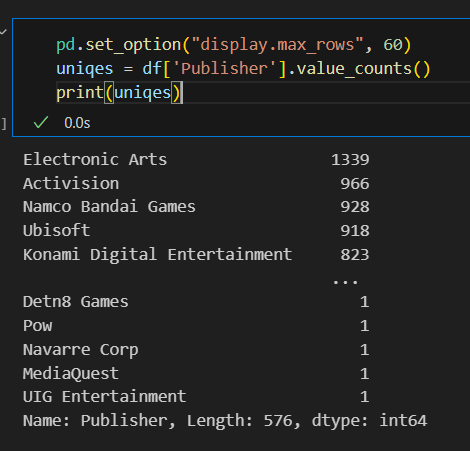 pd.set_option("display.max_rows", 60)
uniqes = df['Publisher'].value_counts()
print(uniqes)
] 0.0s
Electronic Arts 1339
Activision 966
Namco Bandai Games 928
Ubisoft 918
Konami Digital Entertainment 823
...
Detn8 Games 1
Pow 1
Navarre Corp 1
MediaQuest 1
UIG Entertainment 1
Name: Publisher, Length: 576, dtype: int64